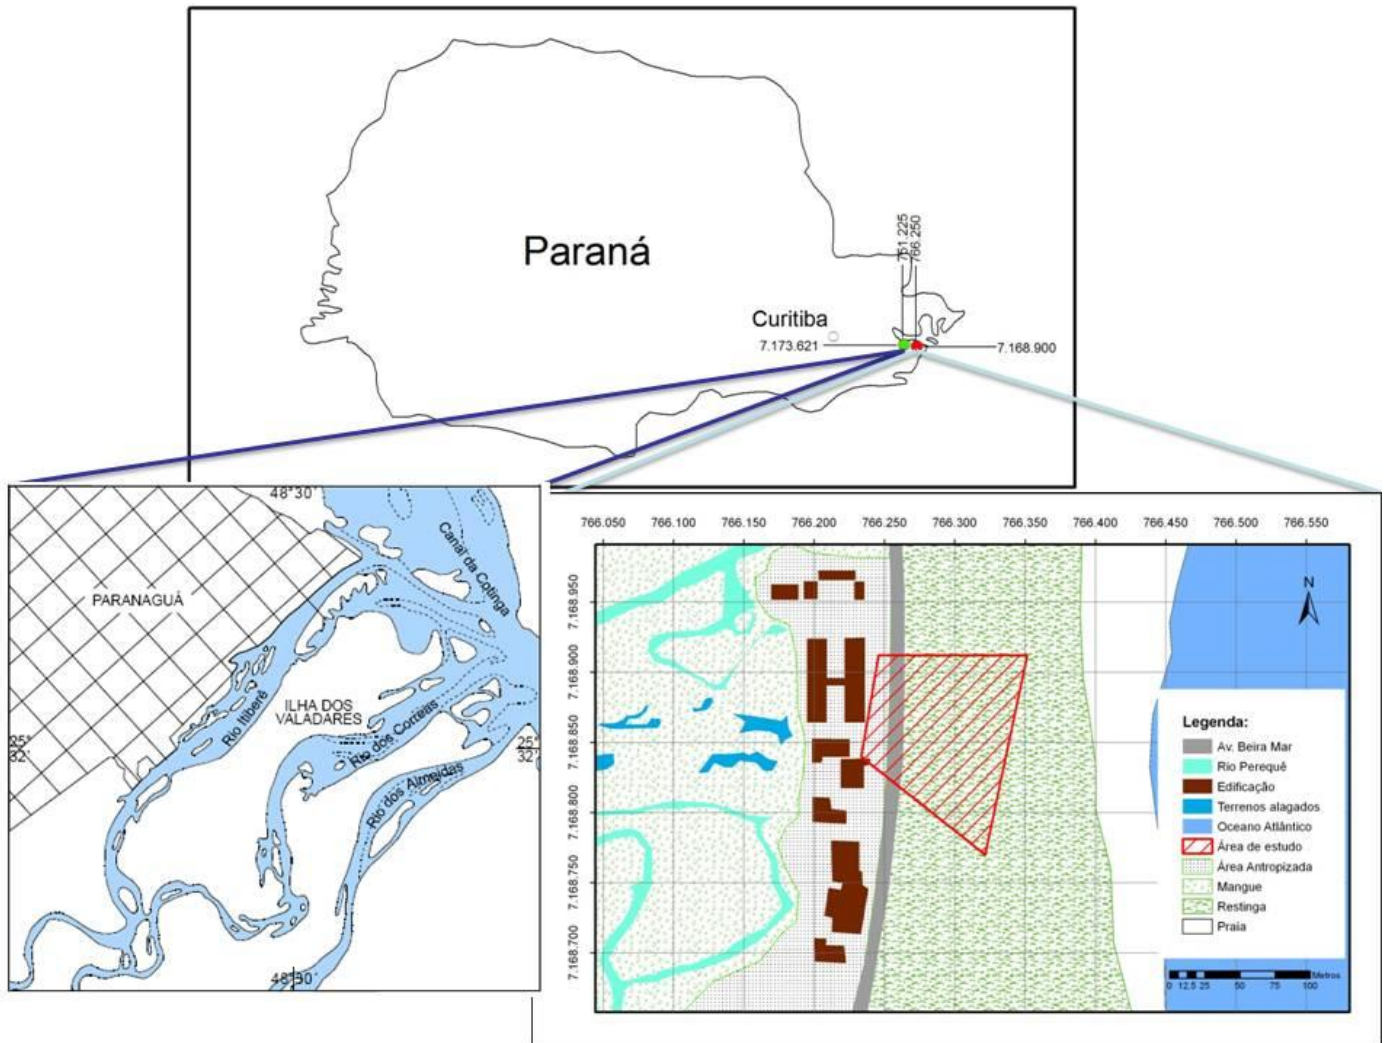 Paraná
751.225
766.250
Curitiba
7.173.621
7.168.900
48°30´
Canal da Cotinga
PARANAGUÁ
Rio Itiberê
ILHA DOS
VALADARES
Rio dos Correas
Rio dos Almeidas
25°
32´
25°
32´
48°30´
766.050 766.100 766.150 766.200 766.250 766.300 766.350 766.400 766.450 766.500 766.550
7.168.950
7.168.900
7.168.850
7.168.800
7.168.750
7.168.700
N
Legenda:
Av. Beira Mar
Rio Perequê
Edificação
Terrenos alagados
Oceano Atlântico
Área de estudo
Área Antropizada
Mangue
Restinga
Praia
0 12.5 25 50 75 100 Metros